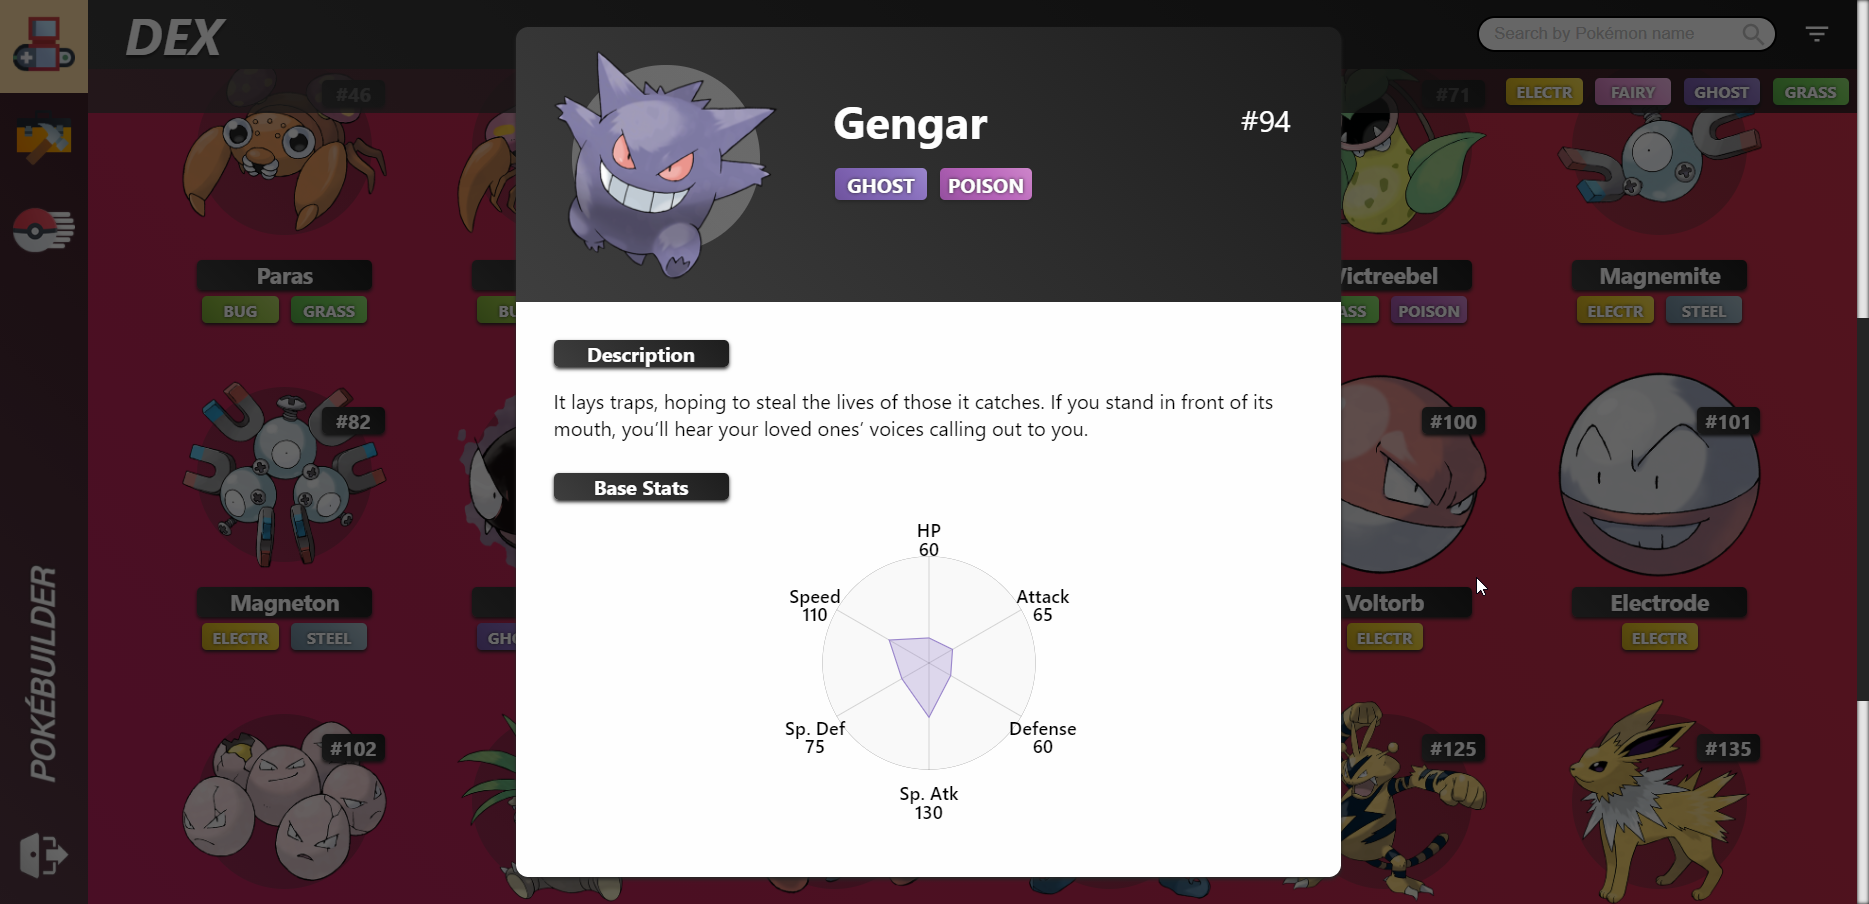 DEX
Search by Pokémon name
ELECTR
FAIRY
GHOST
GRASS
#46
#71
Paras
BUG
GRASS
Victreebel
POISON
Magnemite
ELECTR
STEEL
Gengar
#94
GHOST
POISON
Description
It lays traps, hoping to steal the lives of those it catches. If you stand in front of its
mouth, you’ll hear your loved ones’ voices calling out to you.
Base Stats
HP
60
Attack
65
Defense
60
Sp. Atk
130
Sp. Def
75
Speed
110
#82
Magneton
ELECTR
STEEL
#100
Voltorb
ELECTR
#101
Electrode
ELECTR
#102
#125
#135
POKÉBUILDER